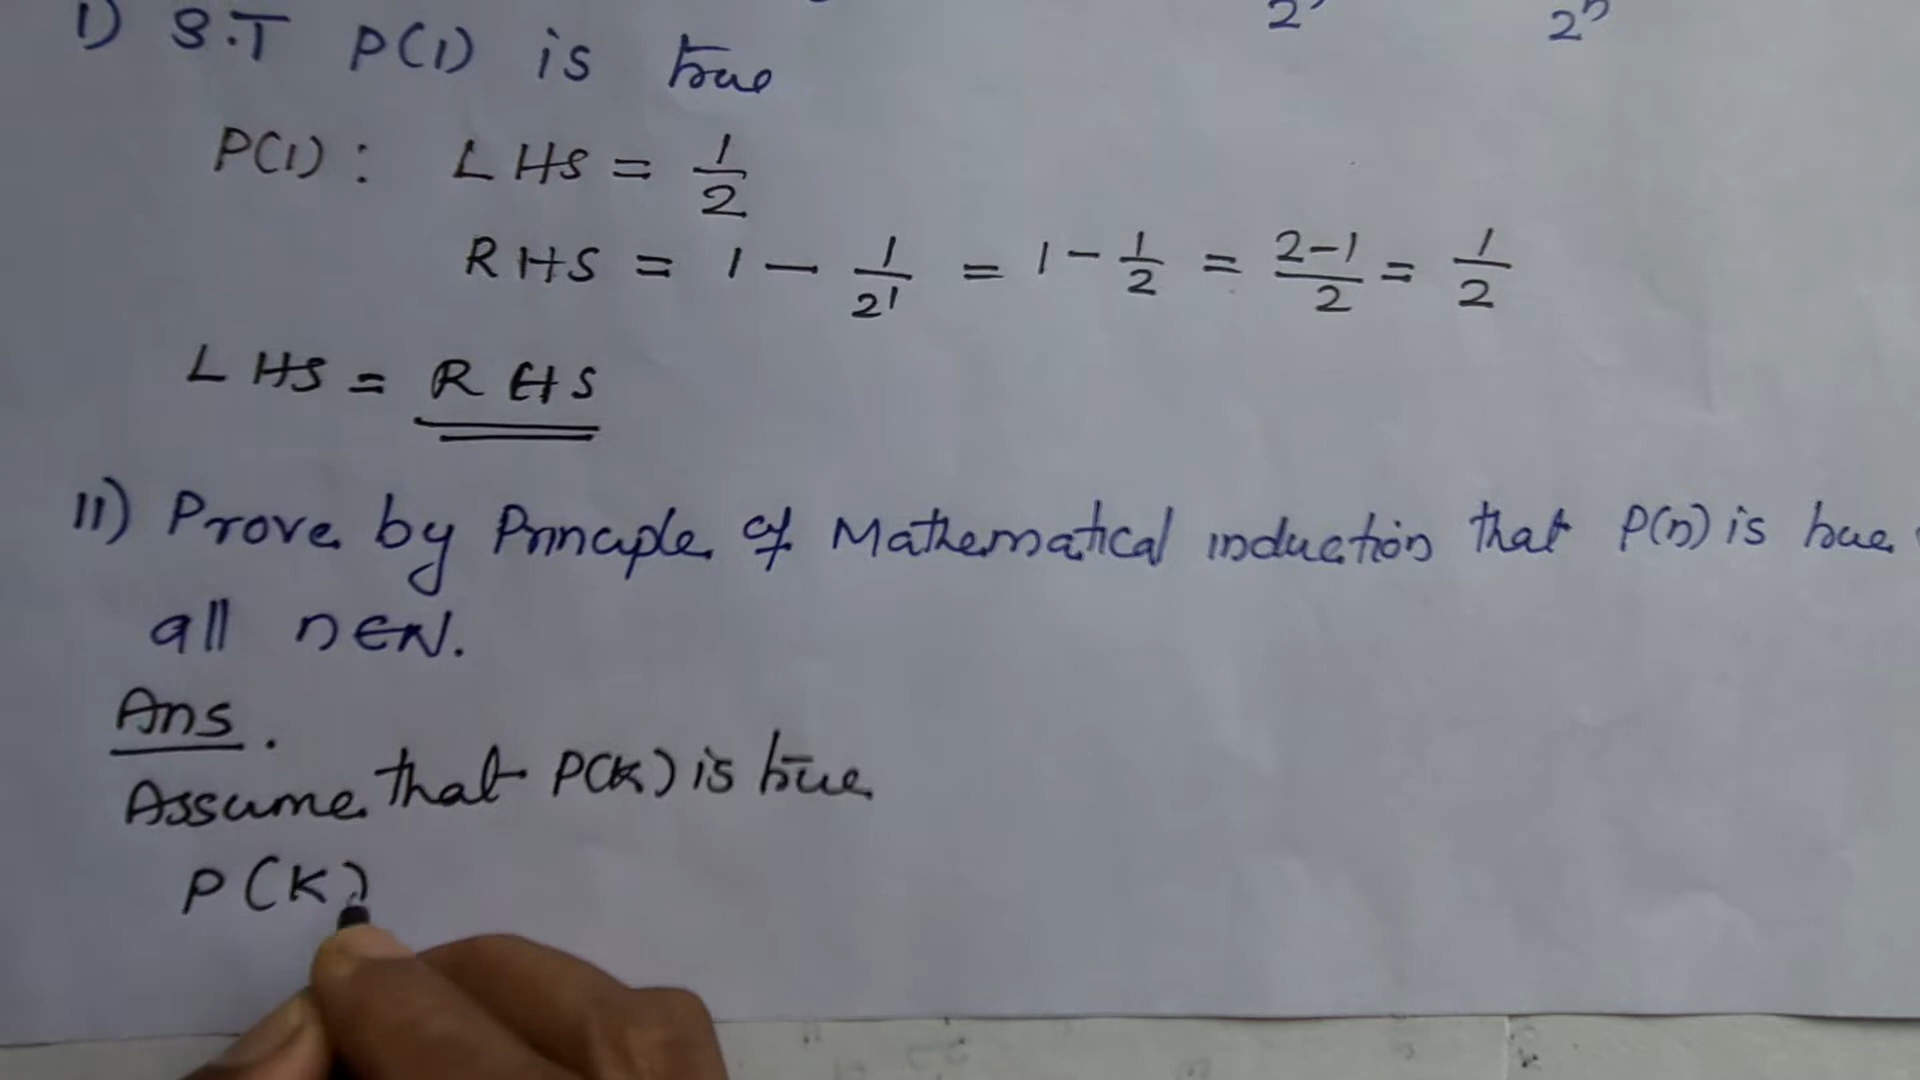 2ⁿ
I) S.T P(1) is true
P(1) : LHS = 1/2
RHS = 1 - 1/2¹ = 1 - 1/2 = 2-1/2 = 1/2
LHS = RHS
II) Prove by Principle of Mathematical induction that P(n) is true
all n∈N.
Ans.
Assume that P(K) is true
P(K)